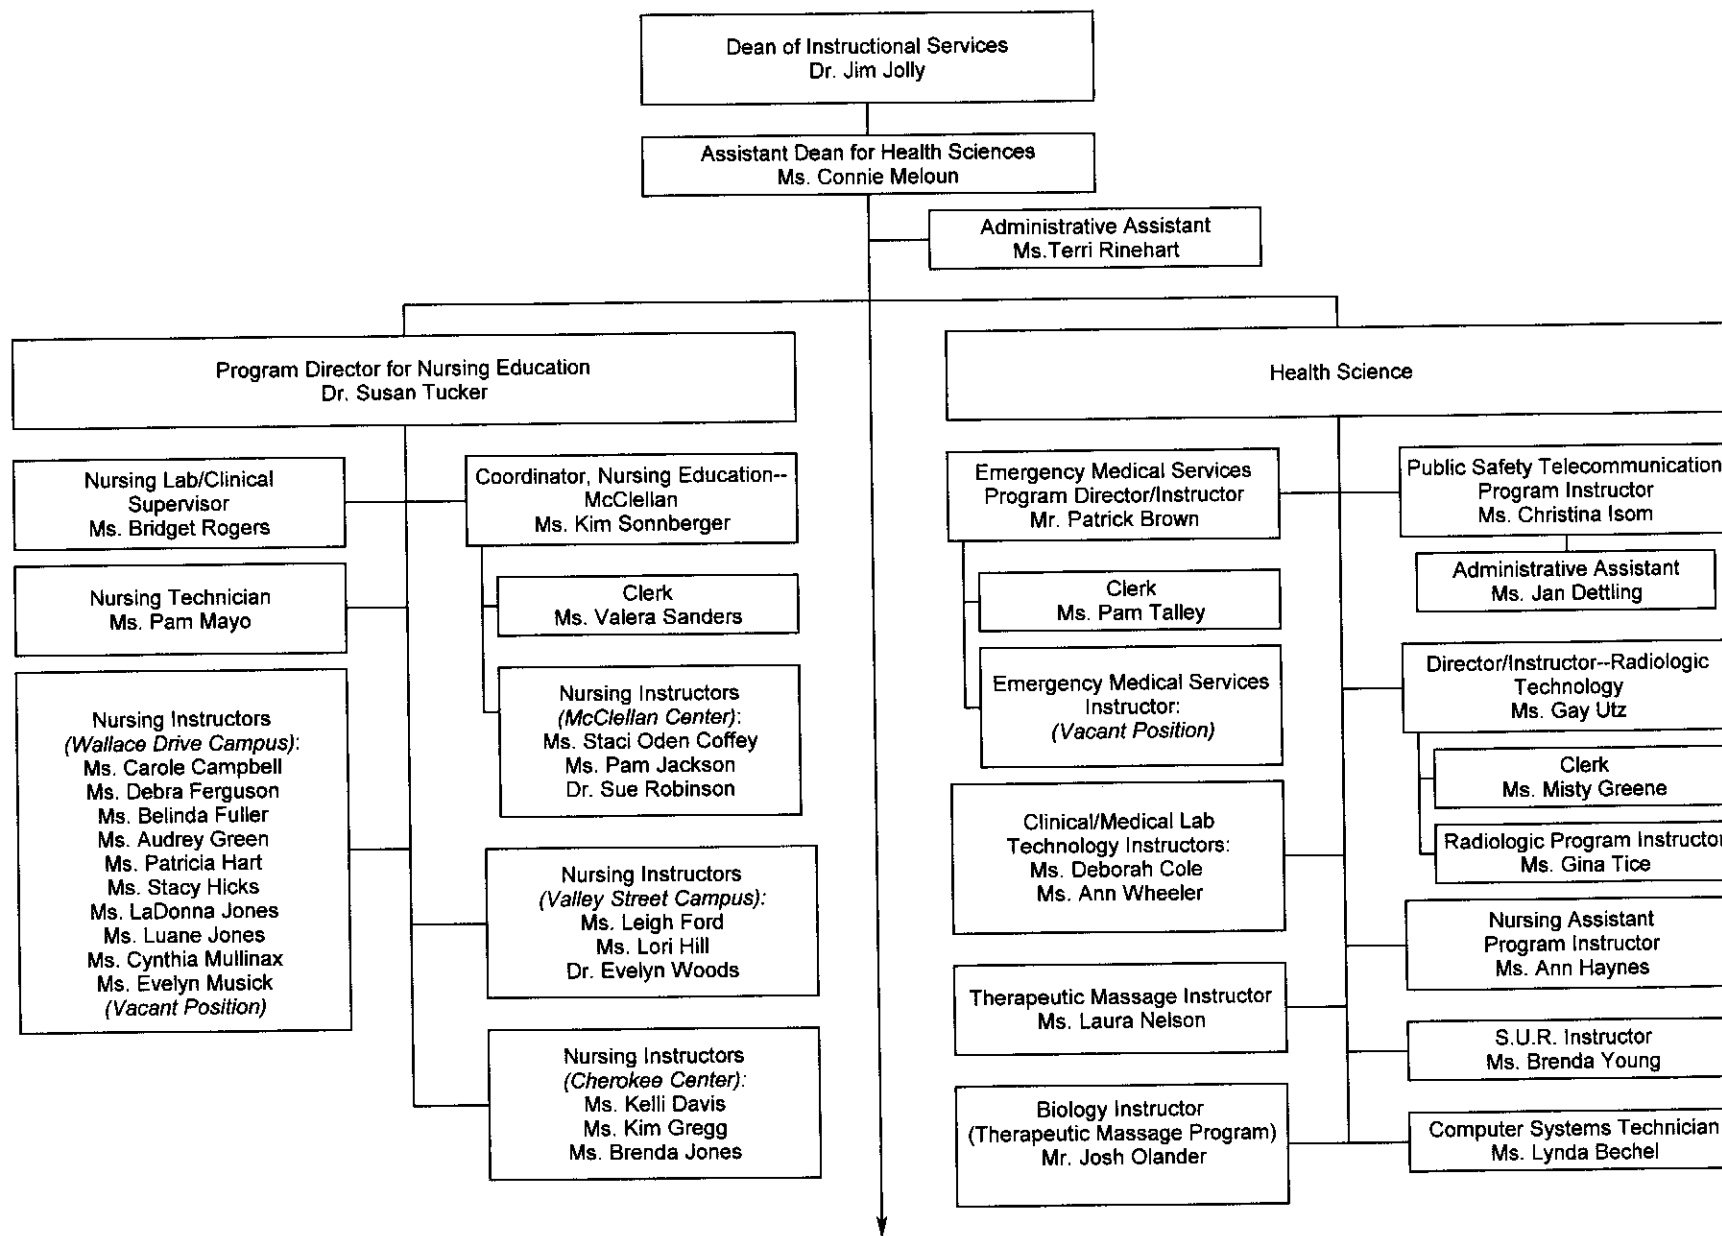 Dean of Instructional Services
Dr. Jim Jolly
Assistant Dean for Health Sciences
Ms. Connie Meloun
Administrative Assistant
Ms.Terri Rinehart
Program Director for Nursing Education
Dr. Susan Tucker
Nursing Lab/Clinical
Supervisor
Ms. Bridget Rogers
Nursing Technician
Ms. Pam Mayo
Nursing Instructors
(Wallace Drive Campus):
Ms. Carole Campbell
Ms. Debra Ferguson
Ms. Belinda Fuller
Ms. Audrey Green
Ms. Patricia Hart
Ms. Stacy Hicks
Ms. LaDonna Jones
Ms. Luane Jones
Ms. Cynthia Mullinax
Ms. Evelyn Musick
(Vacant Position)
Coordinator, Nursing Education--
McClellan
Ms. Kim Sonnberger
Clerk
Ms. Valera Sanders
Nursing Instructors
(McClellan Center):
Ms. Staci Oden Coffey
Ms. Pam Jackson
Dr. Sue Robinson
Nursing Instructors
(Valley Street Campus):
Ms. Leigh Ford
Ms. Lori Hill
Dr. Evelyn Woods
Nursing Instructors
(Cherokee Center):
Ms. Kelli Davis
Ms. Kim Gregg
Ms. Brenda Jones
Health Science
Emergency Medical Services
Program Director/Instructor
Mr. Patrick Brown
Clerk
Ms. Pam Talley
Emergency Medical Services
Instructor:
(Vacant Position)
Clinical/Medical Lab
Technology Instructors:
Ms. Deborah Cole
Ms. Ann Wheeler
Therapeutic Massage Instructor
Ms. Laura Nelson
Biology Instructor
(Therapeutic Massage Program)
Mr. Josh Olander
Public Safety Telecommunication
Program Instructor
Ms. Christina Isom
Administrative Assistant
Ms. Jan Dettling
Director/Instructor--Radiologic
Technology
Ms. Gay Utz
Clerk
Ms. Misty Greene
Radiologic Program Instructor
Ms. Gina Tice
Nursing Assistant
Program Instructor
Ms. Ann Haynes
S.U.R. Instructor
Ms. Brenda Young
Computer Systems Technician
Ms. Lynda Bechel